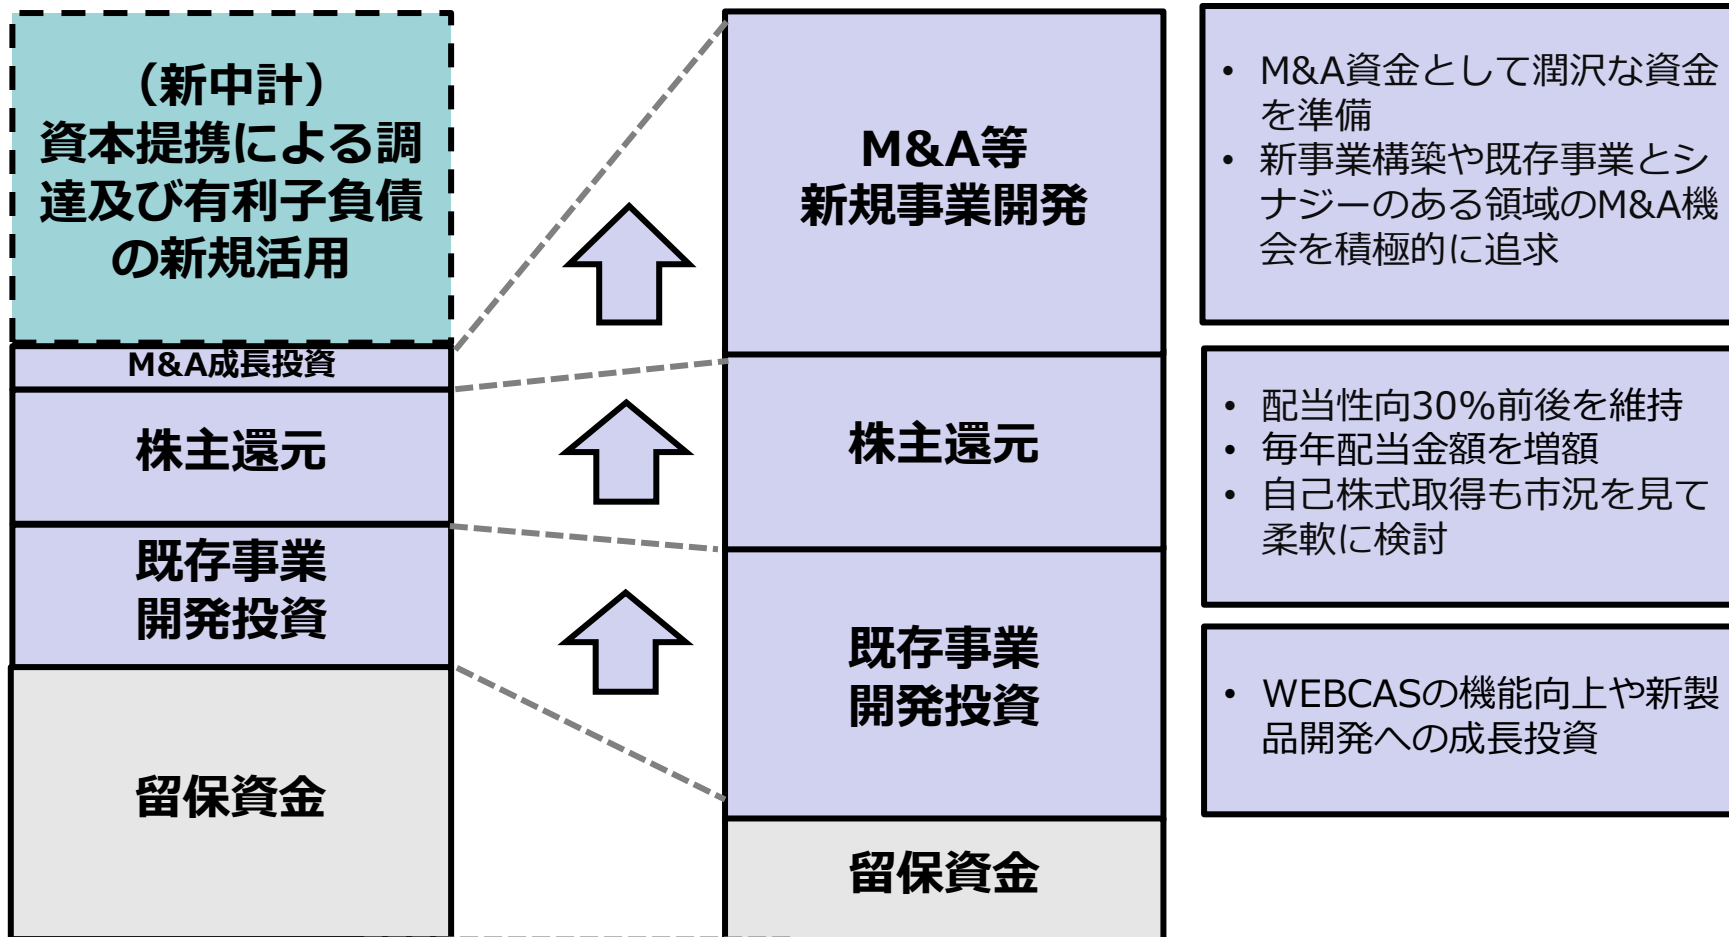 （新中計）
資本提携による調
達及び有利子負債
の新規活用
M&A成長投資
株主還元
既存事業
開発投資
留保資金
M&A等
新規事業開発
株主還元
既存事業
開発投資
留保資金
• M&A資金として潤沢な資金
を準備
• 新事業構築や既存事業とシ
ナジーのある領域のM&A機
会を積極的に追求
• 配当性向30%前後を維持
• 毎年配当金額を増額
• 自己株式取得も市況を見て
柔軟に検討
• WEBCASの機能向上や新製
品開発への成長投資